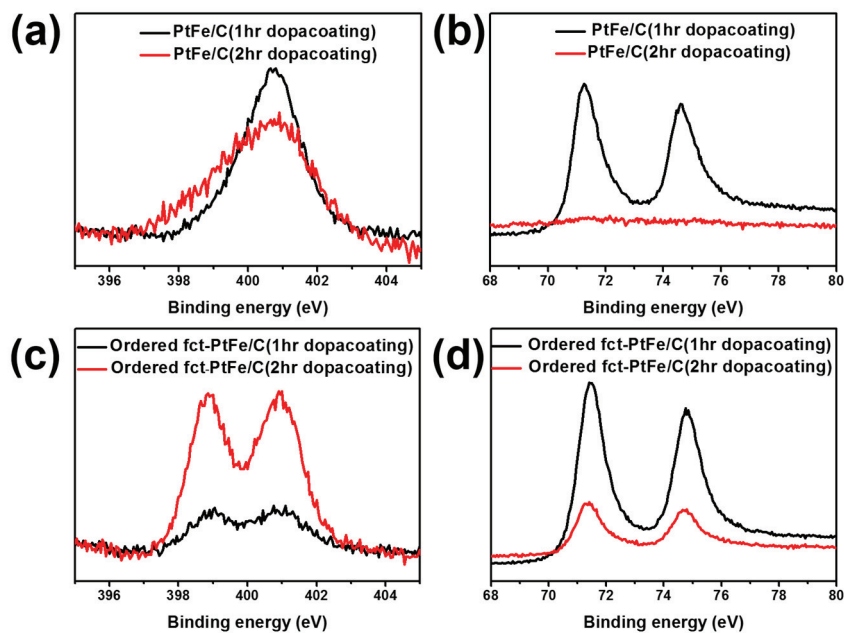 (a)
PtFe/C(1hr dopacoating)
PtFe/C(2hr dopacoating)
396 398 400 402 404
Binding energy (eV)
(b)
PtFe/C(1hr dopacoating)
PtFe/C(2hr dopacoating)
68 70 72 74 76 78 80
Binding energy (eV)
(c)
Ordered fct-PtFe/C(1hr dopacoating)
Ordered fct-PtFe/C(2hr dopacoating)
396 398 400 402 404
Binding energy (eV)
(d)
Ordered fct-PtFe/C(1hr dopacoating)
Ordered fct-PtFe/C(2hr dopacoating)
68 70 72 74 76 78 80
Binding energy (eV)